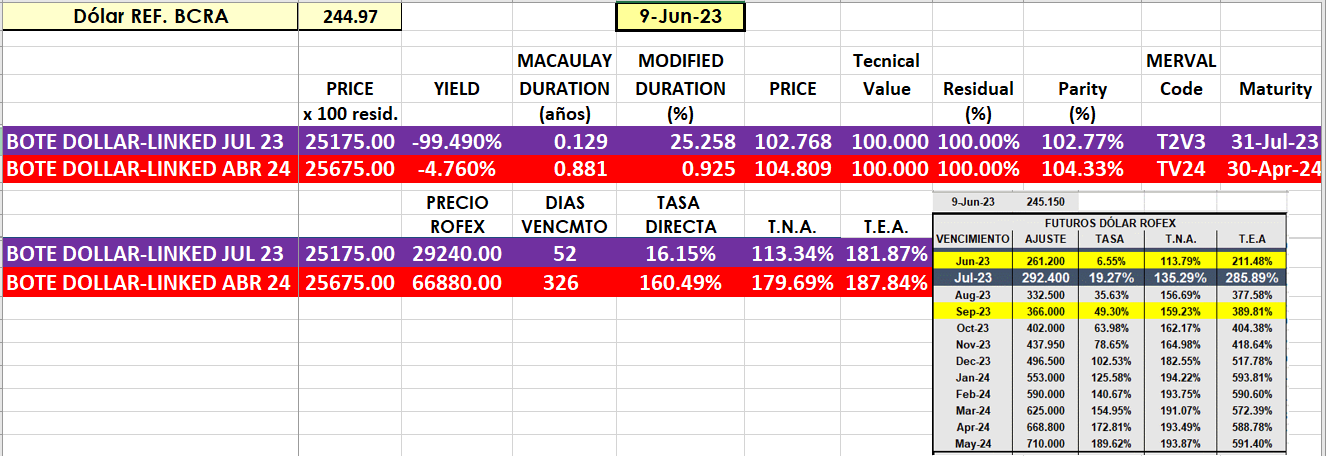 Dólar REF. BCRA 244.97 9-Jun-23
MACAULAY MODIFIED Tecnical MERVAL
PRICE YIELD DURATION DURATION PRICE Value Residual Parity Code Maturity
x 100 resid. (años) (%) (%) (%)
BOTE DOLLAR-LINKED JUL 23 25175.00 -99.490% 0.129 25.258 102.768 100.000 100.00% 102.77% T2V3 31-Jul-23
BOTE DOLLAR-LINKED ABR 24 25675.00 -4.760% 0.881 0.925 104.809 100.000 100.00% 104.33% TV24 30-Apr-24
PRECIO DIAS TASA
ROFEX VENCMTO DIRECTA T.N.A. T.E.A.
BOTE DOLLAR-LINKED JUL 23 25175.00 29240.00 52 16.15% 113.34% 181.87%
BOTE DOLLAR-LINKED ABR 24 25675.00 66880.00 326 160.49% 179.69% 187.84%
9-Jun-23 245.150
FUTUROS DÓLAR ROFEX
VENCIMIENTO AJUSTE TASA T.N.A. T.E.A
Jun-23 261.200 6.55% 113.79% 211.48%
Jul-23 292.400 19.27% 135.29% 285.89%
Aug-23 332.500 35.63% 156.69% 377.58%
Sep-23 366.000 49.30% 159.23% 389.81%
Oct-23 402.000 63.98% 162.17% 404.38%
Nov-23 437.950 78.65% 164.98% 418.64%
Dec-23 496.500 102.53% 182.55% 517.78%
Jan-24 553.000 125.58% 194.22% 593.81%
Feb-24 590.000 140.67% 193.75% 590.60%
Mar-24 625.000 154.95% 191.07% 572.39%
Apr-24 668.800 172.81% 193.49% 588.78%
May-24 710.000 189.62% 193.87% 591.40%